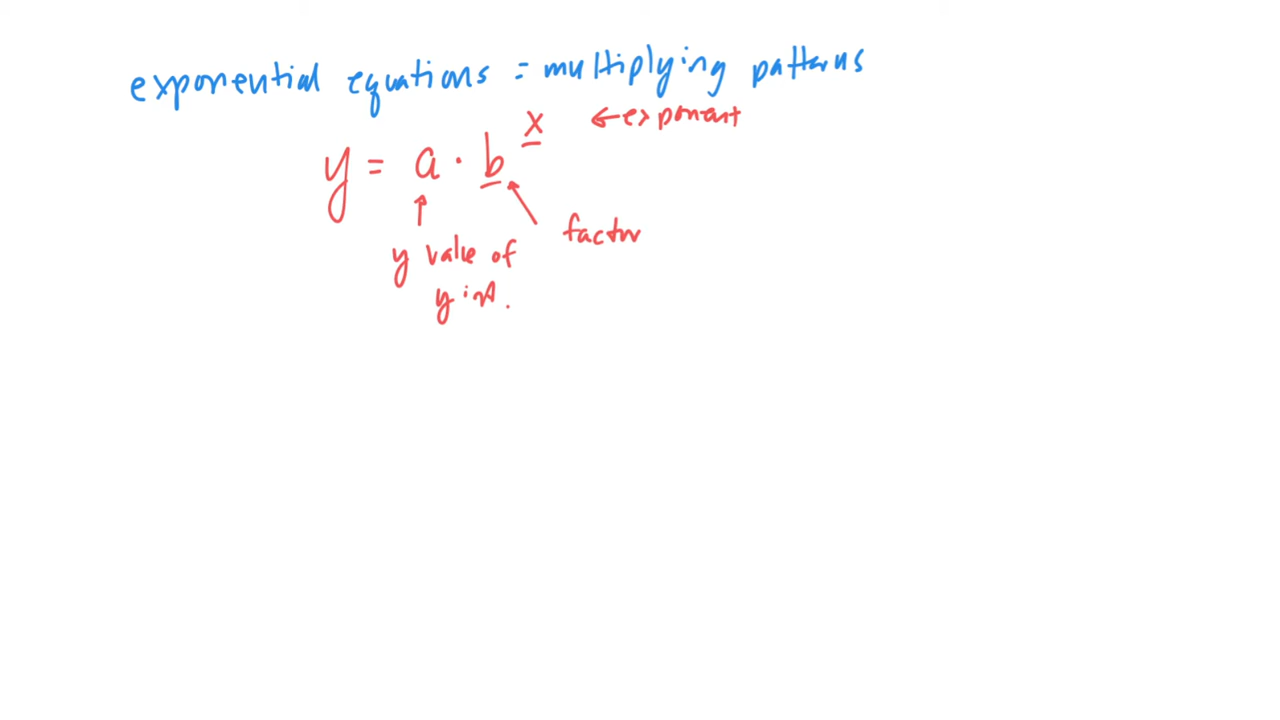 exponential equations = multiplying patterns
y = a · b^x ← exponent
↑ y value of y int.
factor